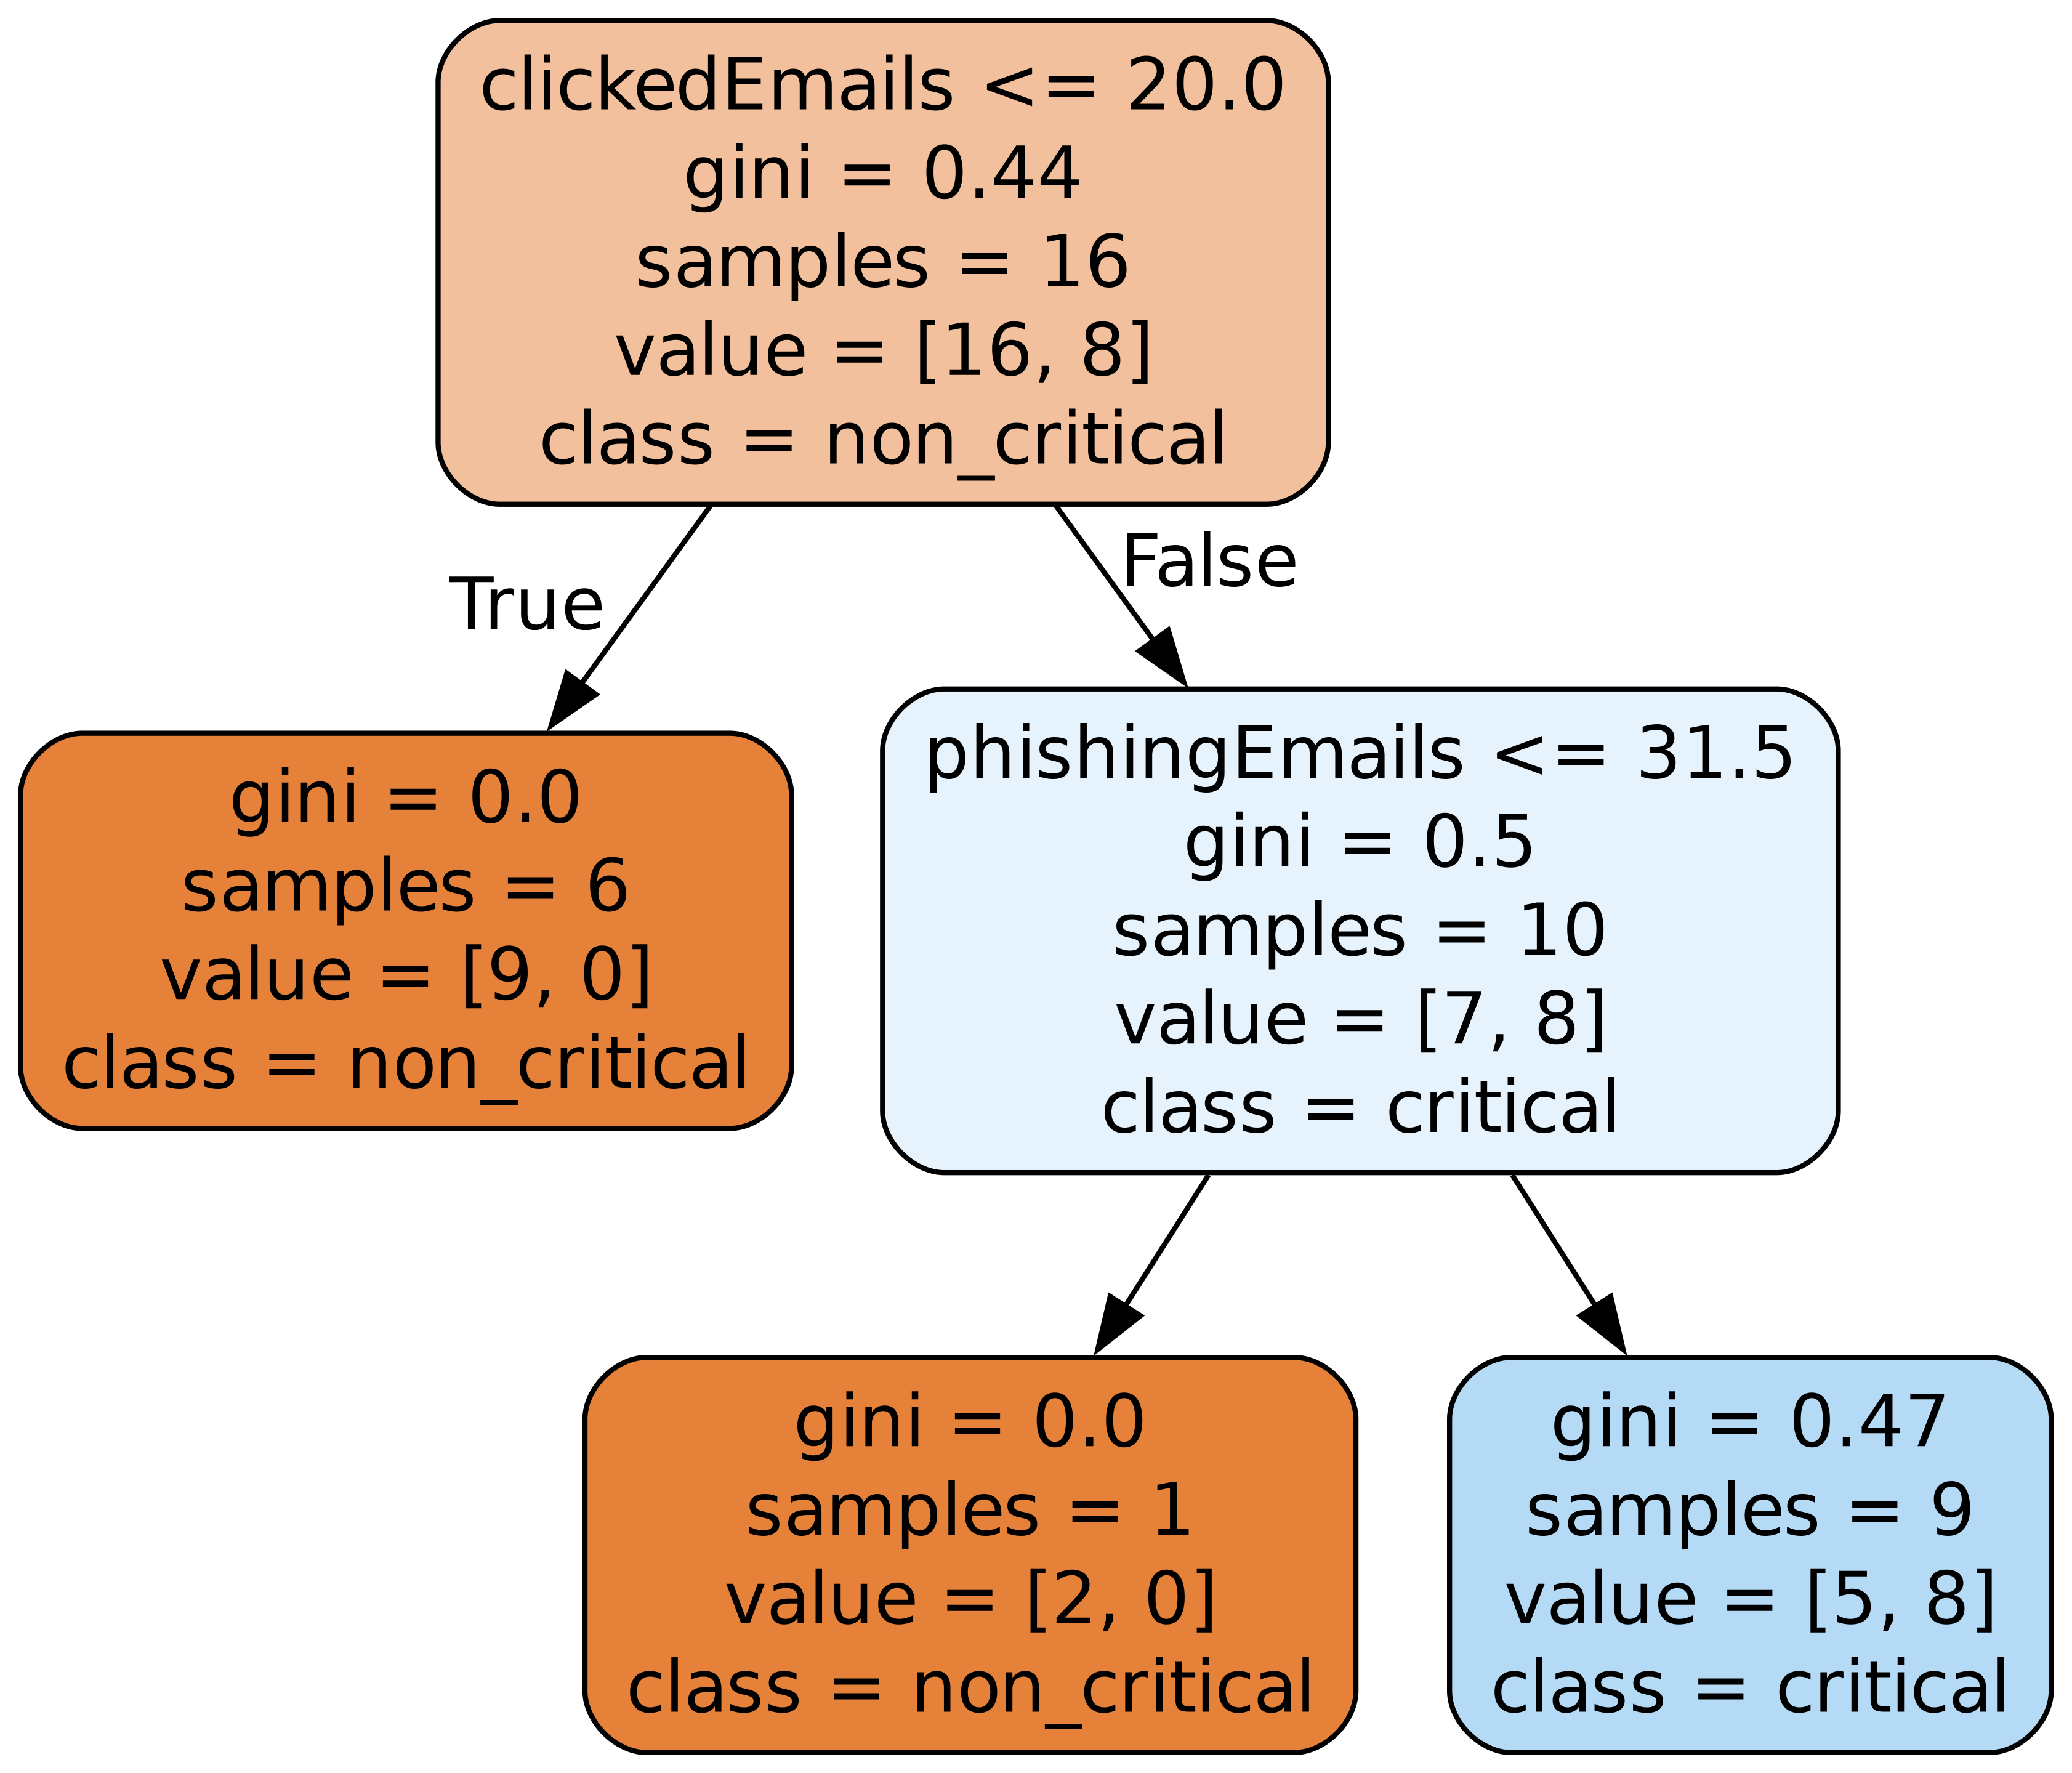 clickedEmails <= 20.0
gini = 0.44
samples = 16
value = [16, 8]
class = non_critical
True
False
gini = 0.0
samples = 6
value = [9, 0]
class = non_critical
phishingEmails <= 31.5
gini = 0.5
samples = 10
value = [7, 8]
class = critical
gini = 0.0
samples = 1
value = [2, 0]
class = non_critical
gini = 0.47
samples = 9
value = [5, 8]
class = critical